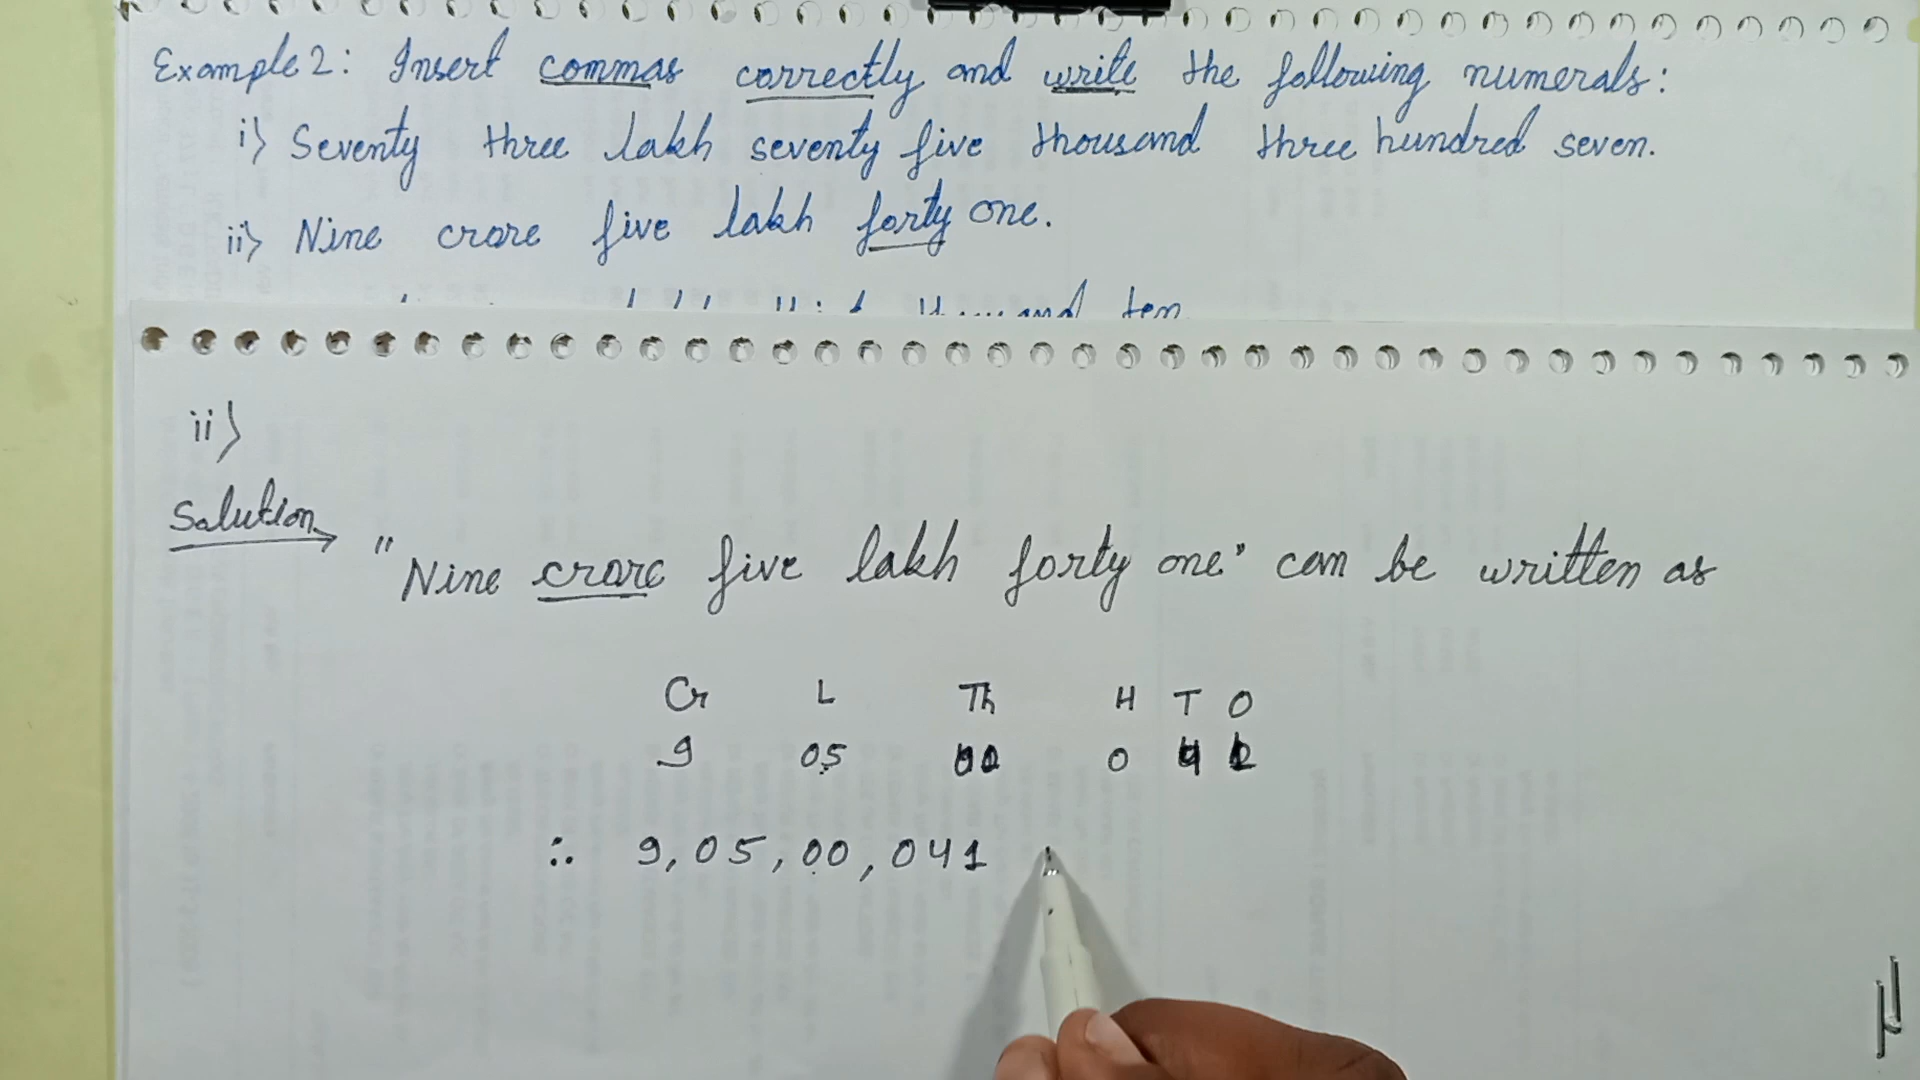 Example 2: Insert commas correctly and write the following numerals:
i) Seventy three lakh seventy five thousand three hundred seven.
ii) Nine crore five lakh forty one.
thousand ten
ii)
Solution
"Nine crore five lakh forty one" can be written as
Cr L Th H T O
9 05 00 0 4 1
∴ 9,05,00,041